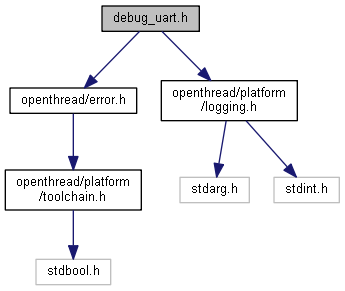 debug_uart.h
openthread/error.h
openthread/platform
/logging.h
openthread/platform
/toolchain.h
stdarg.h
stdint.h
stdbool.h